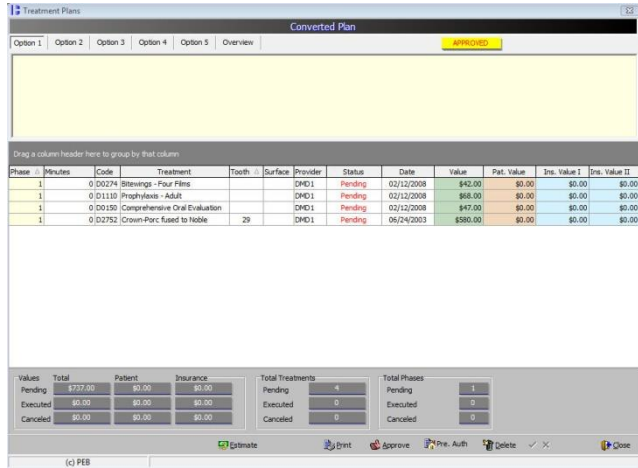 Treatment Plans
Converted Plan
Option 1 Option 2 Option 3 Option 4 Option 5 Overview APPROVED
Drag a column header here to group by that column
Phase Minutes Code Treatment Tooth Surface Provider Status Date Value Pat. Value Ins. Value I Ins. Value II
1 0 D0274 Bitewings - Four Films DMD1 Pending 02/12/2008 $42.00 $0.00 $0.00 $0.00
1 0 D1110 Prophylaxis - Adult DMD1 Pending 02/12/2008 $68.00 $0.00 $0.00 $0.00
1 0 D0150 Comprehensive Oral Evaluation DMD1 Pending 02/12/2008 $47.00 $0.00 $0.00 $0.00
1 0 D2752 Crown-Porc fused to Noble 29 DMD1 Pending 06/24/2003 $580.00 $0.00 $0.00 $0.00
Values Total Patient Insurance Total Treatments Total Phases
Pending $737.00 $0.00 $0.00 Pending 4 Pending 1
Executed $0.00 $0.00 $0.00 Executed 0 Executed 0
Canceled $0.00 $0.00 $0.00 Canceled 0 Canceled 0
Estimate Print Approve Pre. Auth Delete Close
(c) PEB